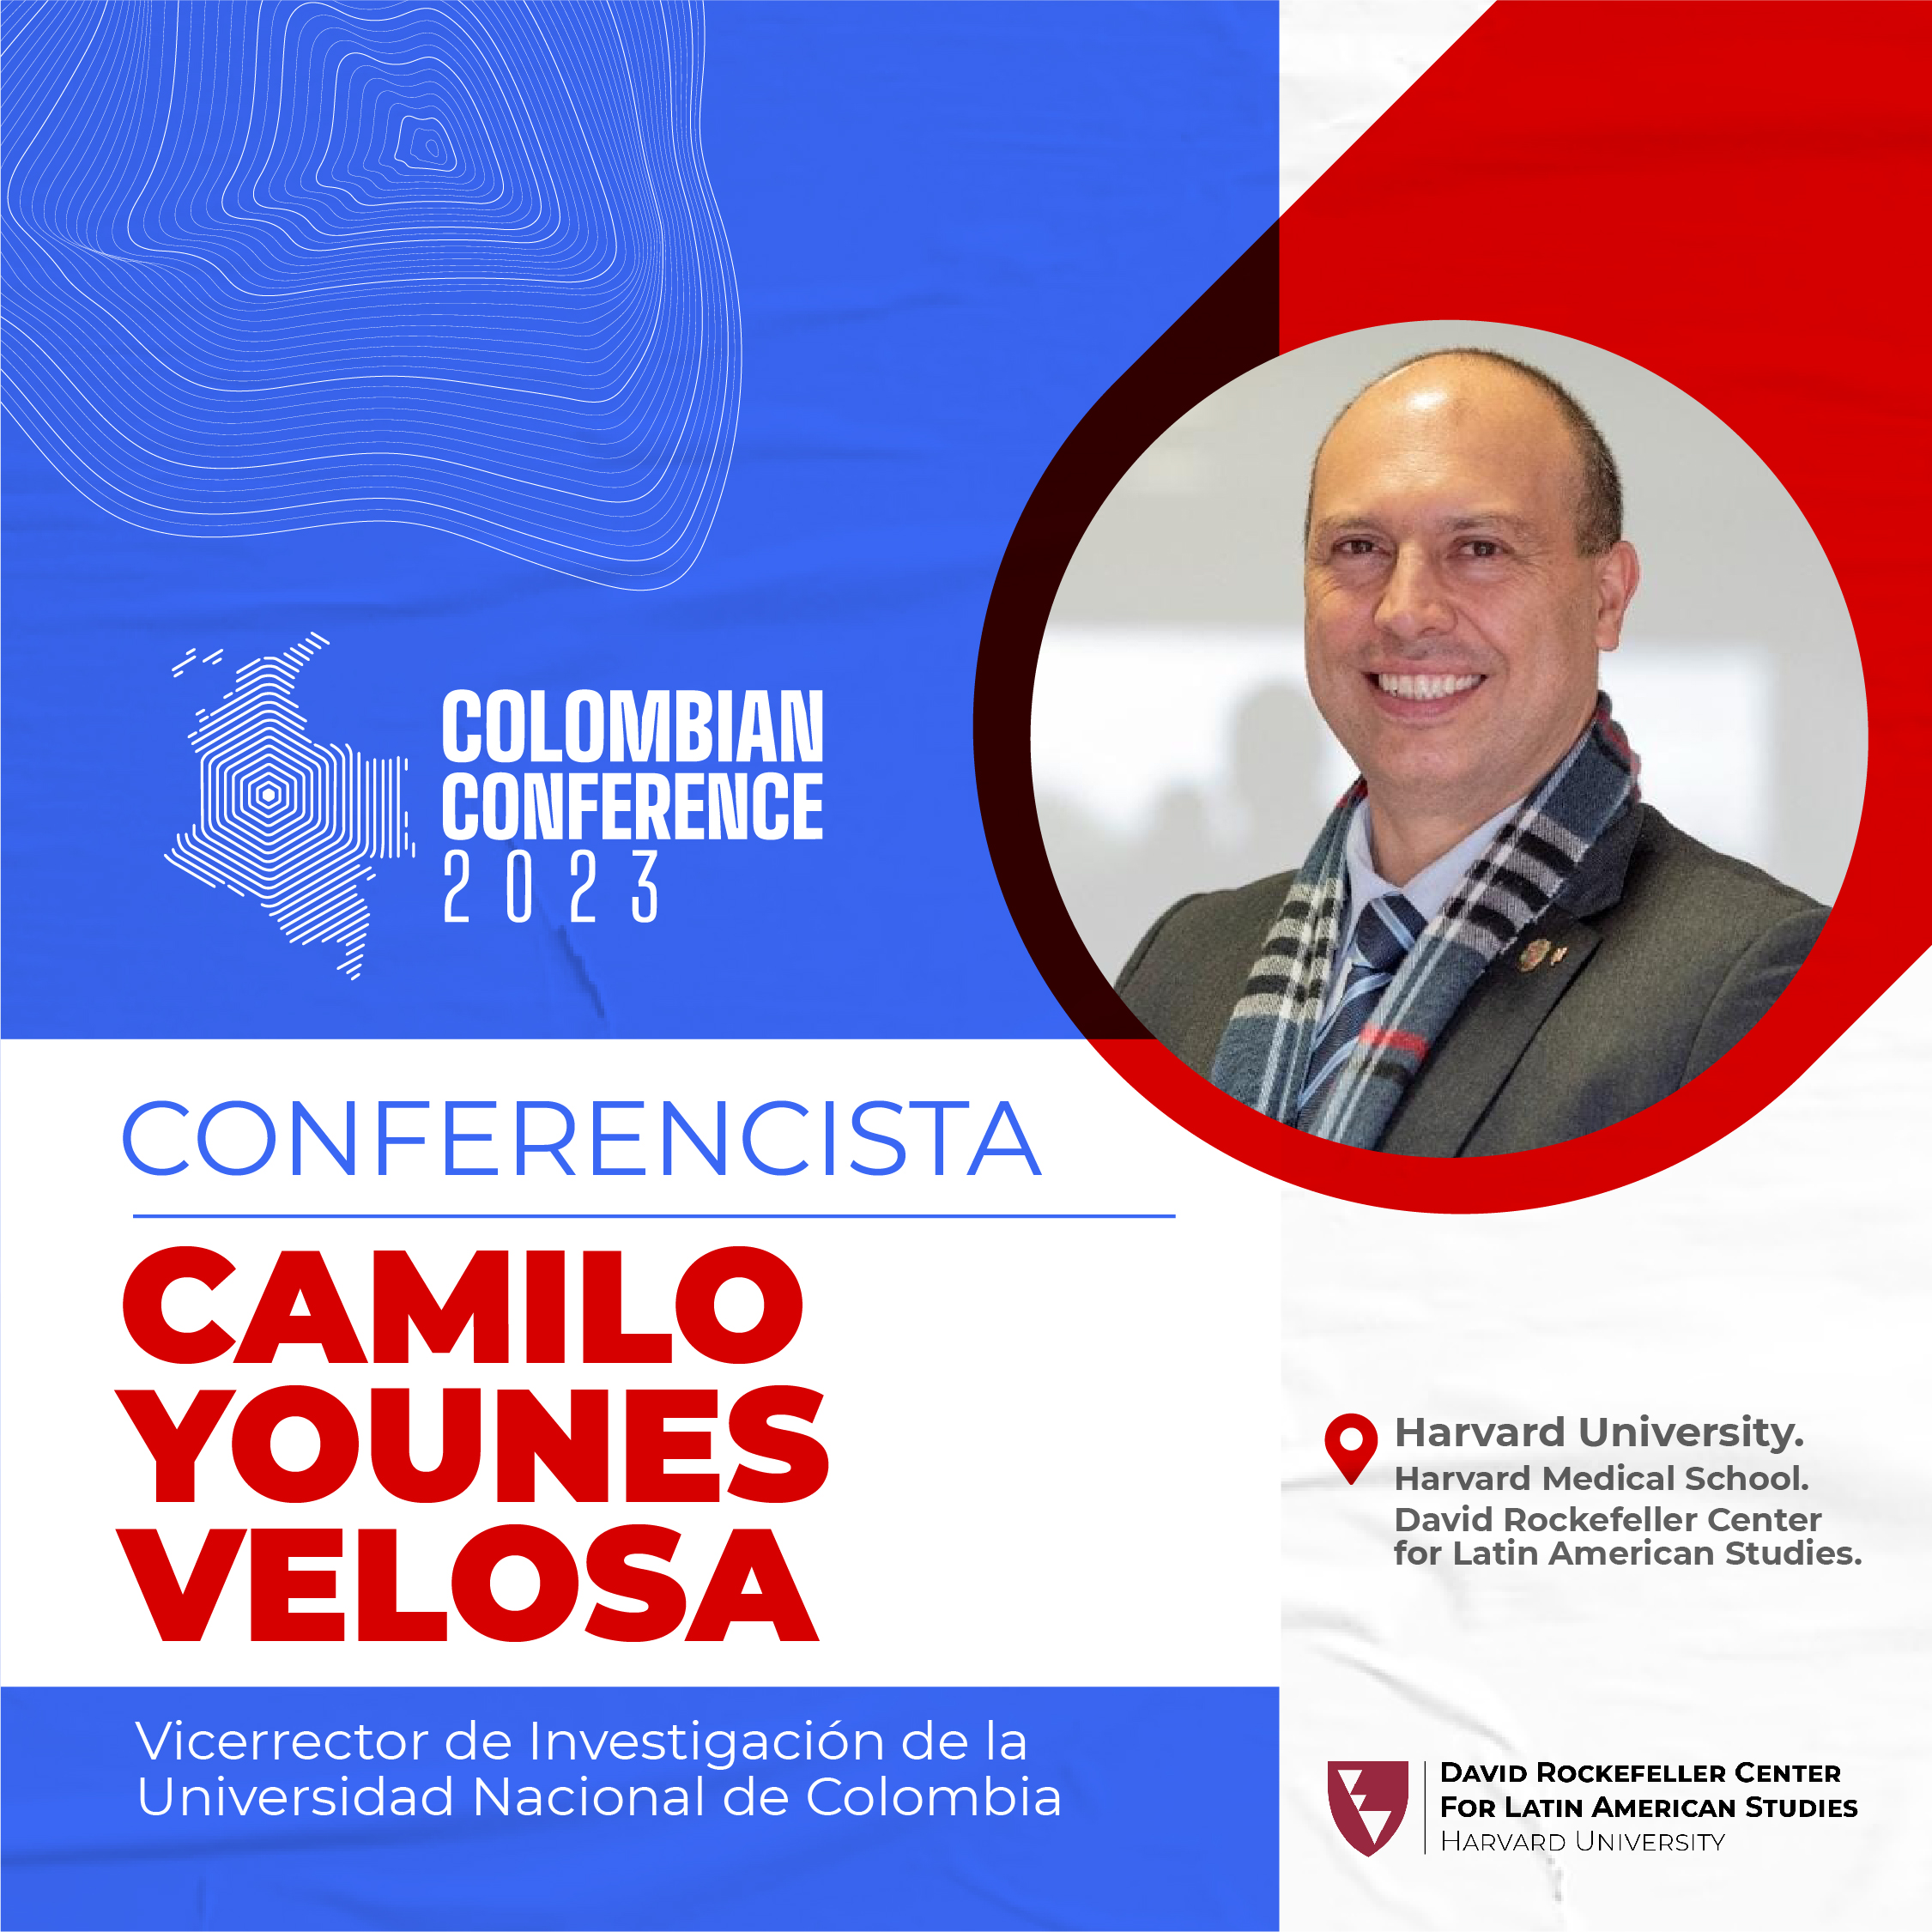 COLOMBIAN
CONFERENCE
2023
CONFERENCISTA
CAMILO
YOUNES
VELOSA
Vicerrector de Investigación de la
Universidad Nacional de Colombia
Harvard University.
Harvard Medical School.
David Rockefeller Center
for Latin American Studies.
DAVID ROCKEFELLER CENTER
FOR LATIN AMERICAN STUDIES
HARVARD UNIVERSITY